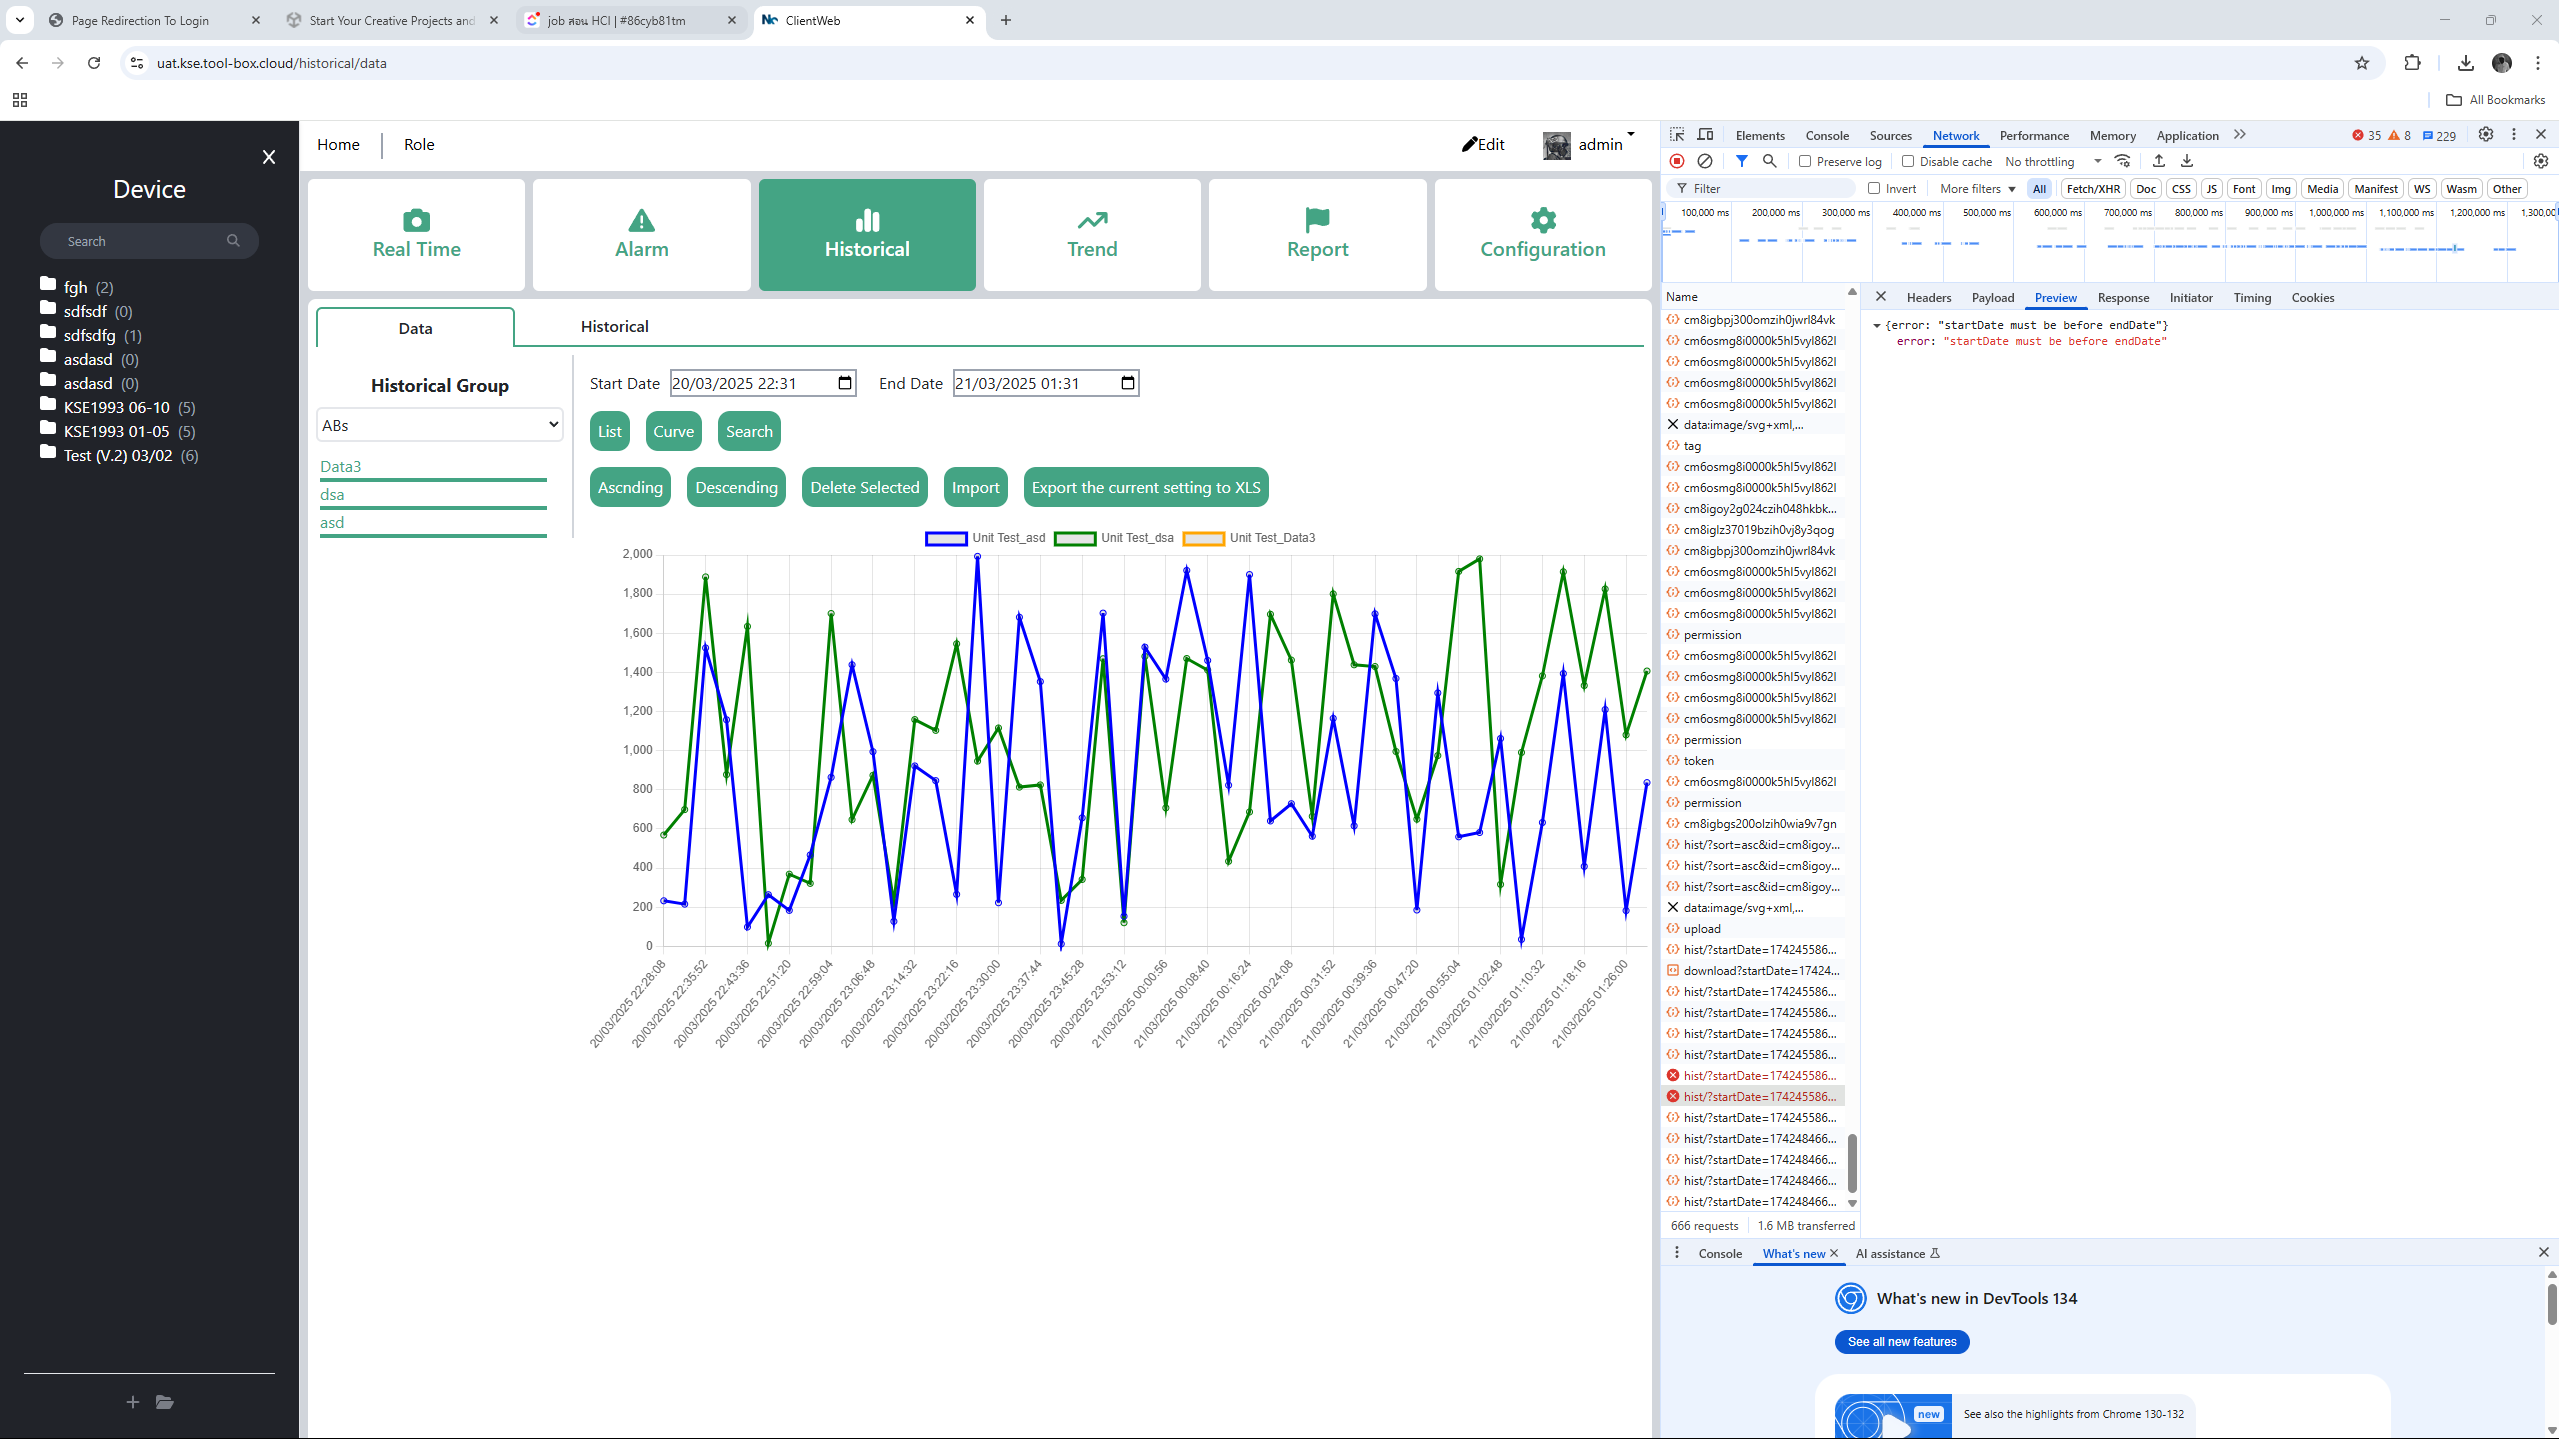 Page Redirection To Login
Start Your Creative Projects and
job สอน HCI | #86cyb81tm
ClientWeb
uat.kse.tool-box.cloud/historical/data
All Bookmarks
Device
Search
fgh (2)
sdfsdf (0)
sdfsdfg (1)
asdasd (0)
asdasd (0)
KSE1993 06-10 (5)
KSE1993 01-05 (5)
Test (V.2) 03/02 (6)
Home
Role
Edit
admin
Real Time
Alarm
Historical
Trend
Report
Configuration
Data
Historical
Historical Group
ABs
Data3
dsa
asd
Start Date 20/03/2025 22:31 End Date 21/03/2025 01:31
List Curve Search
Ascnding Descending Delete Selected Import Export the current setting to XLS
Unit Test_asd Unit Test_dsa Unit Test_Data3
2,000
1,800
1,600
1,400
1,200
1,000
800
600
400
200
0
20/03/2025 22:28:08
20/03/2025 22:35:52
20/03/2025 22:43:36
20/03/2025 22:51:20
20/03/2025 22:59:04
20/03/2025 23:06:48
20/03/2025 23:14:32
20/03/2025 23:22:16
20/03/2025 23:30:00
20/03/2025 23:37:44
20/03/2025 23:45:28
20/03/2025 23:53:12
21/03/2025 00:00:56
21/03/2025 00:08:40
21/03/2025 00:16:24
21/03/2025 00:24:08
21/03/2025 00:31:52
21/03/2025 00:39:36
21/03/2025 00:47:20
21/03/2025 00:55:04
21/03/2025 01:02:48
21/03/2025 01:10:32
21/03/2025 01:18:16
21/03/2025 01:26:00
Elements Console Sources Network Performance Memory Application 35 8 229
Preserve log Disable cache No throttling
Filter Invert More filters All Fetch/XHR Doc CSS JS Font Img Media Manifest WS Wasm Other
100,000 ms 200,000 ms 300,000 ms 400,000 ms 500,000 ms 600,000 ms 700,000 ms 800,000 ms 900,000 ms 1,000,000 ms 1,100,000 ms 1,200,000 ms 1,300,00
Name
cm8igbpj300omzih0jwrl84vk
cm6osmg8i0000k5hl5vyl862l
cm6osmg8i0000k5hl5vyl862l
cm6osmg8i0000k5hl5vyl862l
cm6osmg8i0000k5hl5vyl862l
data:image/svg+xml,...
tag
cm6osmg8i0000k5hl5vyl862l
cm6osmg8i0000k5hl5vyl862l
cm8igoy2g024czih048hkbk...
cm8iglz37019bzih0vj8y3qog
cm8igbpj300omzih0jwrl84vk
cm6osmg8i0000k5hl5vyl862l
cm6osmg8i0000k5hl5vyl862l
cm6osmg8i0000k5hl5vyl862l
permission
cm6osmg8i0000k5hl5vyl862l
cm6osmg8i0000k5hl5vyl862l
cm6osmg8i0000k5hl5vyl862l
cm6osmg8i0000k5hl5vyl862l
permission
token
cm6osmg8i0000k5hl5vyl862l
permission
cm8igbgs200olzih0wia9v7gn
hist/?sort=asc&id=cm8igoy...
hist/?sort=asc&id=cm8igoy...
hist/?sort=asc&id=cm8igoy...
data:image/svg+xml,...
upload
hist/?startDate=174245586...
download?startDate=17424...
hist/?startDate=174245586...
hist/?startDate=174245586...
hist/?startDate=174245586...
hist/?startDate=174245586...
hist/?startDate=174245586...
hist/?startDate=174245586...
hist/?startDate=174245586...
hist/?startDate=174248466...
hist/?startDate=174248466...
hist/?startDate=174248466...
hist/?startDate=174248466...
666 requests 1.6 MB transferred
Headers Payload Preview Response Initiator Timing Cookies
{error: "startDate must be before endDate"}
error: "startDate must be before endDate"
Console What's new AI assistance
What's new in DevTools 134
See all new features
new
See also the highlights from Chrome 130-132